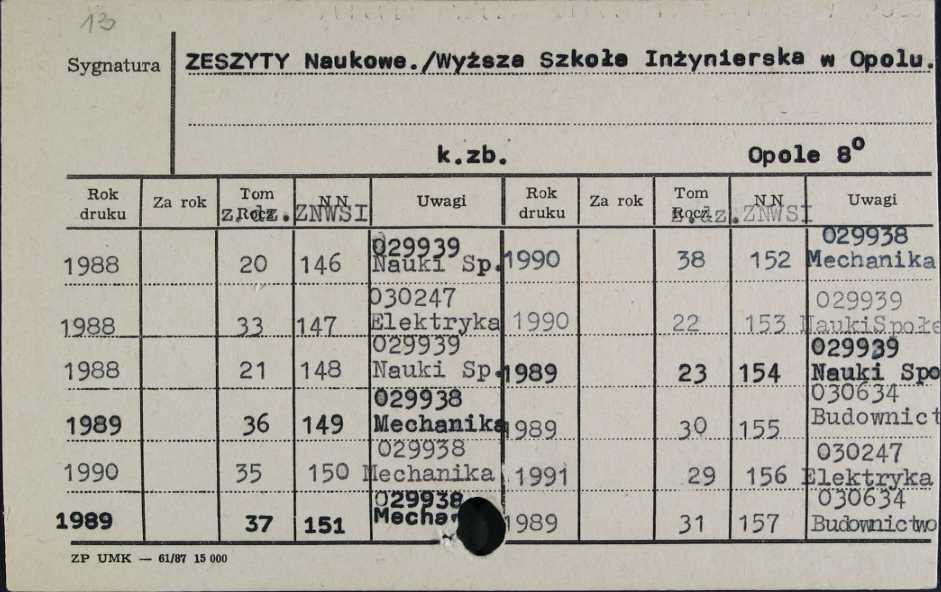 13
Sygnatura ZESZYTY Naukowe./Wyższa Szkoła Inżynierska w Opolu.
k.zb. Opole 8⁰
Rok druku Za rok Tom Rocz. N N Uwagi Rok druku Za rok Tom Rocz. N N Uwagi
z.dz. ZNWSI z.dz. ZNWSI
1988 20 146 029939 Nauki Sp. 1990 38 152 029938 Mechanika
1988 33 147 030247 Elektryka 1990 22 153 029939 NaukiSpołe
1988 21 148 029939 Nauki Sp. 1989 23 154 029939 Nauki Spo
1989 36 149 029938 Mechanika 1989 30 155 030634 Budownict
1990 35 150 029938 Mechanika 1991 29 156 030247 Elektryka
1989 37 151 029938 Mecha 1989 31 157 030634 Budownictwo
ZP UMK — 61/87 15 000